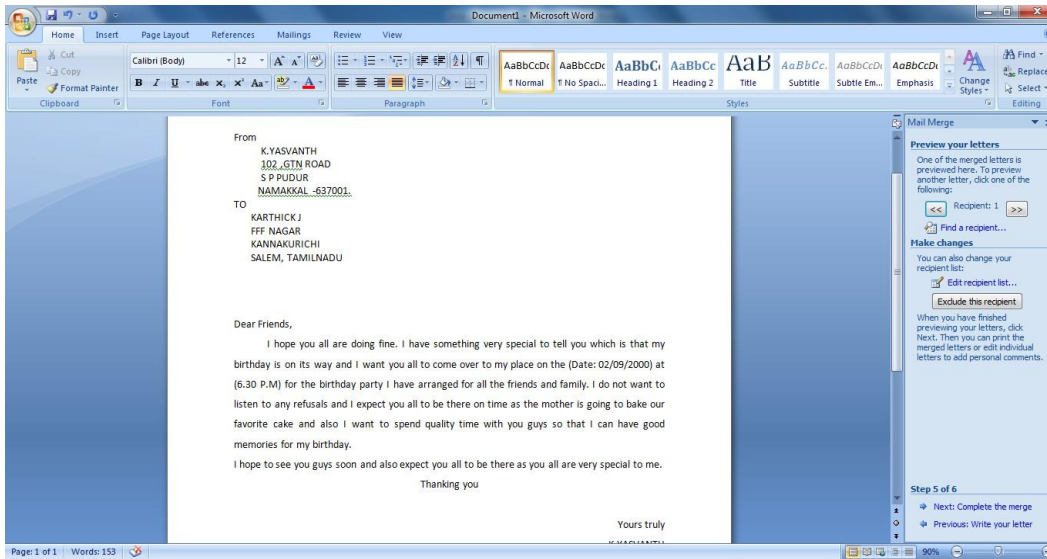 Document1 - Microsoft Word
Home Insert Page Layout References Mailings Review View
Paste
Cut
Copy
Format Painter
Clipboard
Calibri (Body) 12
Font
Paragraph
AaBbCcDc AaBbCcDc AaBbC AaBbCc AaB AaBbCc. AaBbCcDi AaBbCcDi
¶ Normal ¶ No Spaci... Heading 1 Heading 2 Title Subtitle Subtle Em... Emphasis
Change Styles
Styles
Find
Replace
Select
Editing
From
K.YASVANTH
102 ,GTN ROAD
S P PUDUR
NAMAKKAL -637001.
TO
KARTHICK J
FFF NAGAR
KANNAKURICHI
SALEM, TAMILNADU
Dear Friends,
I hope you all are doing fine. I have something very special to tell you which is that my
birthday is on its way and I want you all to come over to my place on the (Date: 02/09/2000) at
(6.30 P.M) for the birthday party I have arranged for all the friends and family. I do not want to
listen to any refusals and I expect you all to be there on time as the mother is going to bake our
favorite cake and also I want to spend quality time with you guys so that I can have good
memories for my birthday.
I hope to see you guys soon and also expect you all to be there as you all are very special to me.
Thanking you
Yours truly
K.YASVANTH
Mail Merge
Preview your letters
One of the merged letters is
previewed here. To preview
another letter, click one of the
following:
<< Recipient: 1 >>
Find a recipient...
Make changes
You can also change your
recipient list:
Edit recipient list...
Exclude this recipient
When you have finished
previewing your letters, click
Next. Then you can print the
merged letters or edit individual
letters to add personal comments.
Step 5 of 6
Next: Complete the merge
Previous: Write your letter
Page: 1 of 1 Words: 153
90%